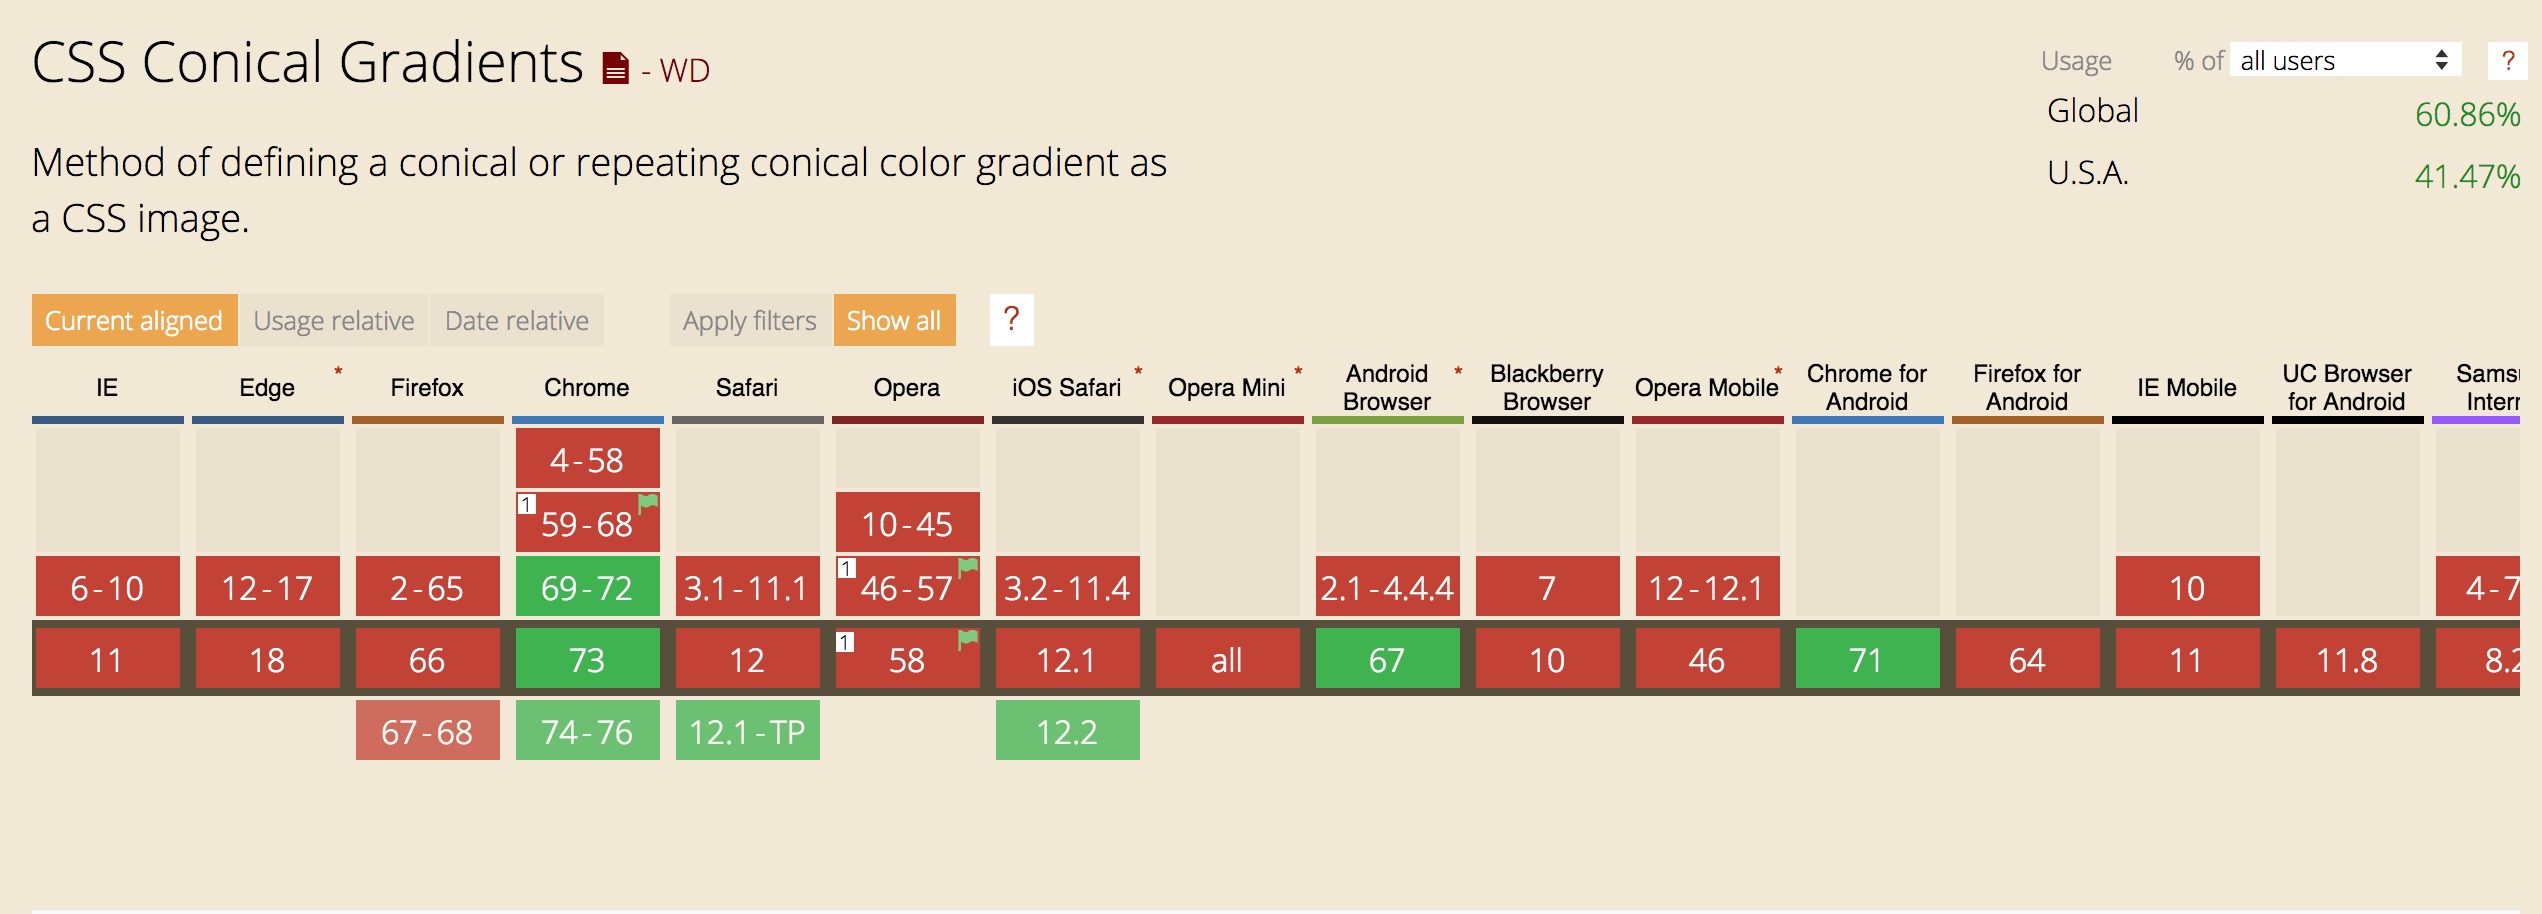 CSS Conical Gradients - WD
Usage % of all users ?
Global 60.86%
U.S.A. 41.47%
Method of defining a conical or repeating conical color gradient as
a CSS image.
Current aligned Usage relative Date relative Apply filters Show all ?
IE Edge * Firefox Chrome Safari Opera iOS Safari * Opera Mini * Android Browser * Blackberry Browser Opera Mobile * Chrome for Android Firefox for Android IE Mobile UC Browser for Android
4-58
1 59-68 10-45
6-10 12-17 2-65 69-72 3.1-11.1 1 46-57 3.2-11.4 2.1-4.4.4 7 12-12.1 10 4-7
11 18 66 73 12 1 58 12.1 all 67 10 46 71 64 11 11.8 8.2
67-68 74-76 12.1-TP 12.2